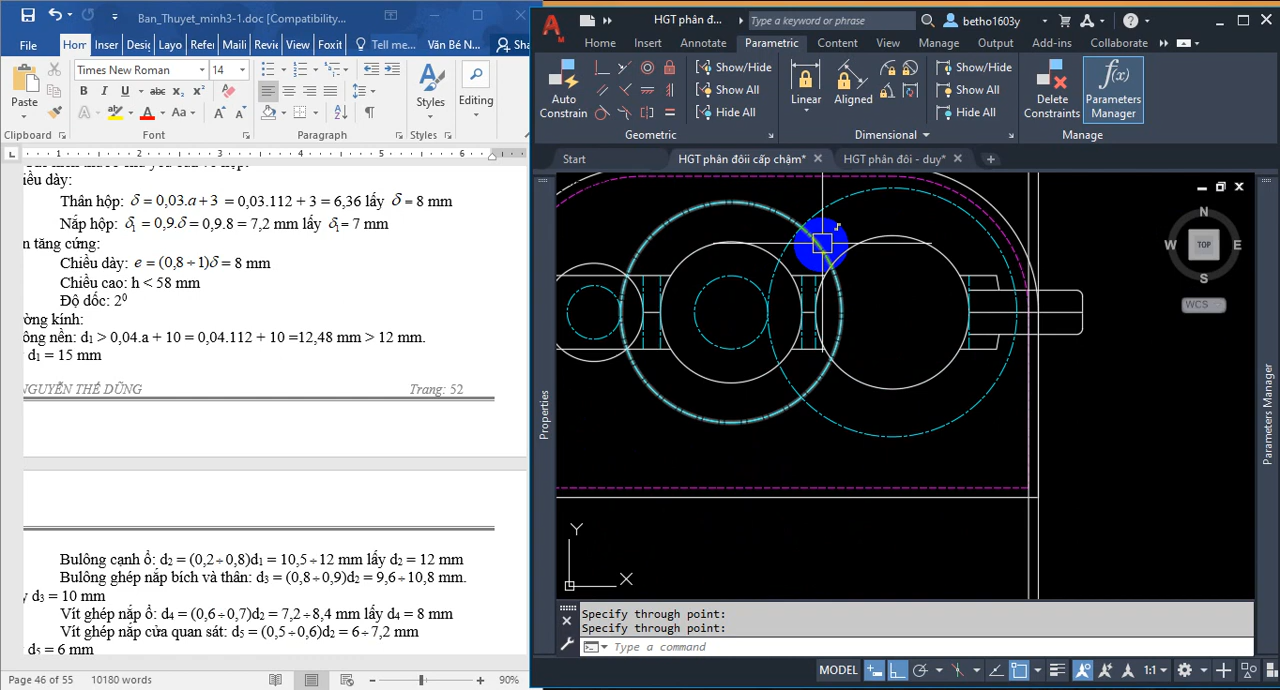 Ban_Thuyet_minh3-1.doc [Compatibility...
File
Hom
Inser
Desig
Layo
Refer
Maili
Revie
View
Foxit
Tell me...
Văn Bé N...
Sha
Paste
Times New Roman
14
Styles
Editing
Clipboard
Font
Paragraph
Styles
1 2 3 4 5 6
iều dày:
Thân hộp: δ = 0,03.a + 3 = 0,03.112 + 3 = 6,36 lấy δ = 8 mm
Nắp hộp: δ₁ = 0,9.δ = 0,9.8 = 7,2 mm lấy δ₁ = 7 mm
n tăng cứng:
Chiều dày: e = (0,8 ÷ 1)δ = 8 mm
Chiều cao: h < 58 mm
Độ dốc: 2⁰
ờng kính:
ông nền: d₁ > 0,04.a + 10 = 0,04.112 + 10 =12,48 mm > 12 mm.
d₁ = 15 mm
NGUYỄN THẾ DŨNG
Trang: 52
Bulông cạnh ổ: d₂ = (0,2 ÷ 0,8)d₁ = 10,5 ÷ 12 mm lấy d₂ = 12 mm
Bulông ghép nắp bích và thân: d₃ = (0,8 ÷ 0,9)d₂ = 9,6 ÷ 10,8 mm.
y d₃ = 10 mm
Vít ghép nắp ổ: d₄ = (0,6 ÷ 0,7)d₂ = 7,2 ÷ 8,4 mm lấy d₄ = 8 mm
Vít ghép nắp cửa quan sát: d₅ = (0,5 ÷ 0,6)d₂ = 6 ÷ 7,2 mm
d₅ = 6 mm
Page 46 of 55
10180 words
90%
HGT phân đ...
Type a keyword or phrase
betho1603y
Home
Insert
Annotate
Parametric
Content
View
Manage
Output
Add-ins
Collaborate
Auto
Constrain
Show/Hide
Show All
Hide All
Geometric
Linear
Aligned
Show/Hide
Show All
Hide All
Dimensional
Delete
Constraints
f(x)
Parameters
Manager
Manage
Start
HGT phân đôii cấp chậm*
HGT phân đôi - duy*
Properties
Parameters Manager
N
W
TOP
E
S
WCS
Y
X
Specify through point:
Specify through point:
Type a command
MODEL
1:1